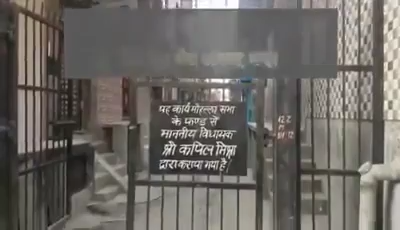 यह कार्य मोहल्ला सभा
के फण्ड से
माननीय विधायक
श्री कपिल मिश्रा
द्वारा कराया गया है